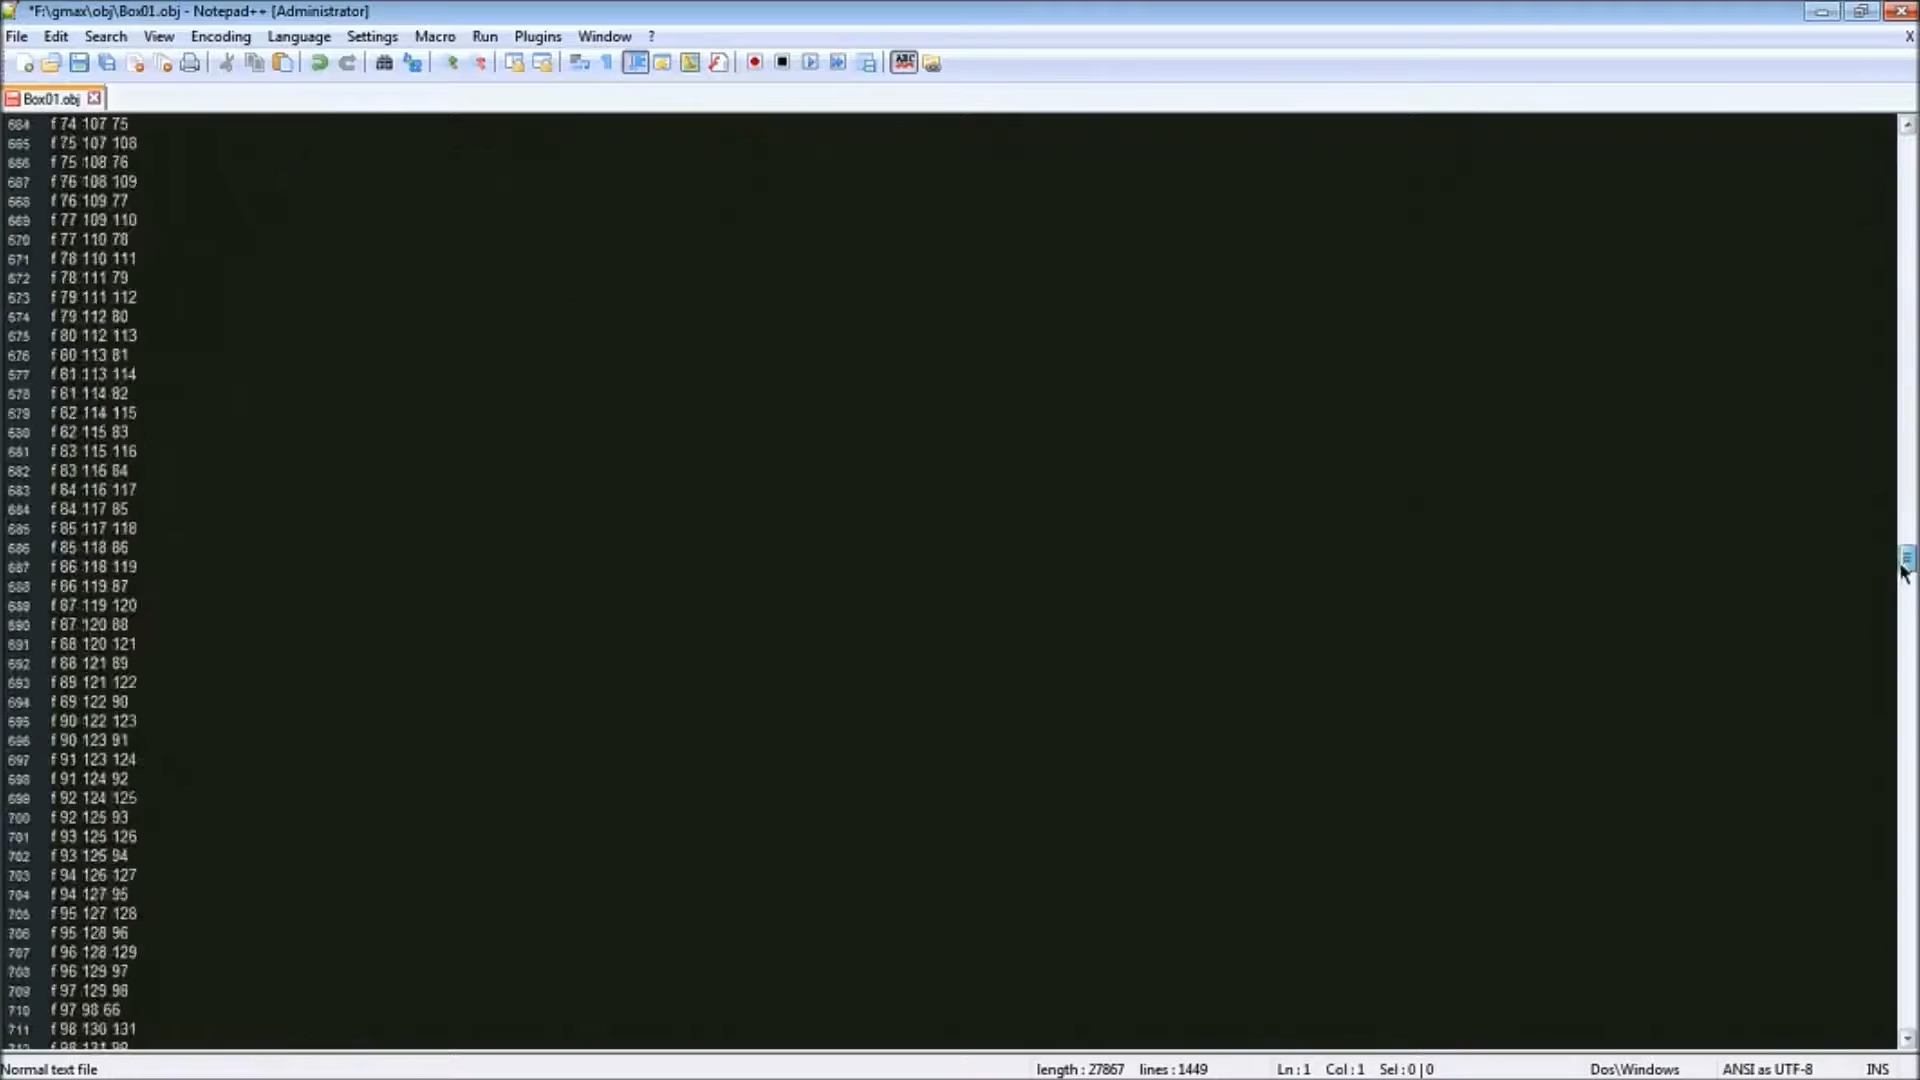 *F:\gmax\obj\Box01.obj - Notepad++ [Administrator]
File Edit Search View Encoding Language Settings Macro Run Plugins Window ? X
Box01.obj
664 f 74 107 75
665 f 75 107 108
666 f 75 108 76
667 f 76 108 109
668 f 76 109 77
669 f 77 109 110
670 f 77 110 78
671 f 78 110 111
672 f 78 111 79
673 f 79 111 112
674 f 79 112 80
675 f 80 112 113
676 f 80 113 81
677 f 81 113 114
678 f 81 114 82
679 f 82 114 115
680 f 82 115 83
681 f 83 115 116
682 f 83 116 84
683 f 84 116 117
684 f 84 117 85
685 f 85 117 118
686 f 85 118 86
687 f 86 118 119
688 f 86 119 87
689 f 87 119 120
690 f 87 120 88
691 f 88 120 121
692 f 88 121 89
693 f 89 121 122
694 f 89 122 90
695 f 90 122 123
696 f 90 123 91
697 f 91 123 124
698 f 91 124 92
699 f 92 124 125
700 f 92 125 93
701 f 93 125 126
702 f 93 126 94
703 f 94 126 127
704 f 94 127 95
705 f 95 127 128
706 f 95 128 96
707 f 96 128 129
708 f 96 129 97
709 f 97 129 98
710 f 97 98 66
711 f 98 130 131
712 f 98 131 99
Normal text file length : 27867 lines : 1449 Ln : 1 Col : 1 Sel : 0 | 0 Dos\Windows ANSI as UTF-8 INS